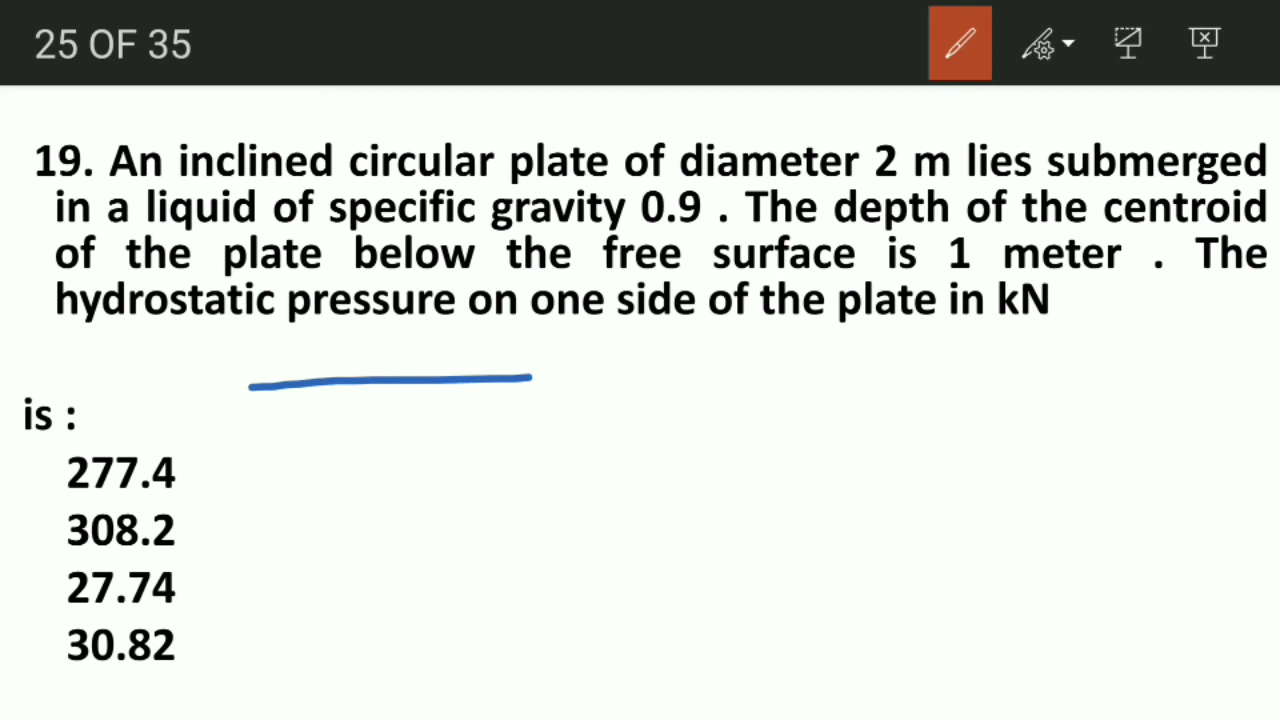 25 OF 35
19. An inclined circular plate of diameter 2 m lies submerged
in a liquid of specific gravity 0.9 . The depth of the centroid
of the plate below the free surface is 1 meter . The
hydrostatic pressure on one side of the plate in kN
is :
277.4
308.2
27.74
30.82